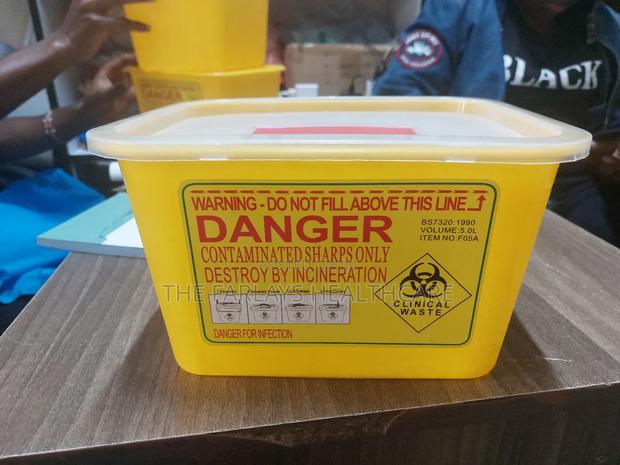 BLACK
DANGER
WARNING - DO NOT FILL ABOVE THIS LINE
DANGER
BS7320:1990
VOLUME:5.0L
ITEM NO:F05A
CONTAMINATED SHARPS ONLY
DESTROY BY INCINERATION
THE FARLAYS HEALTHCARE
CLINICAL
WASTE
DANGER FOR INFECTION